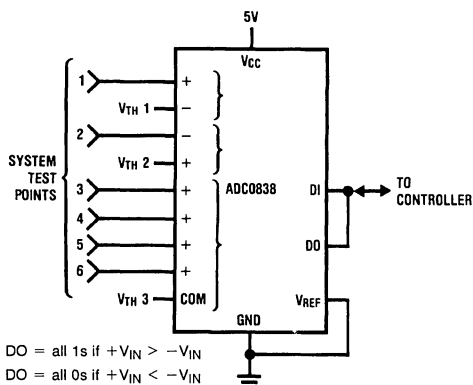 5V
VCC
1 +
VTH 1 −
2 −
VTH 2 +
SYSTEM
TEST
POINTS
3 +
4 +
5 +
6 +
VTH 3 COM
ADC0838
DI
DO
TO
CONTROLLER
VREF
GND
DO = all 1s if +VIN > −VIN
DO = all 0s if +VIN < −VIN